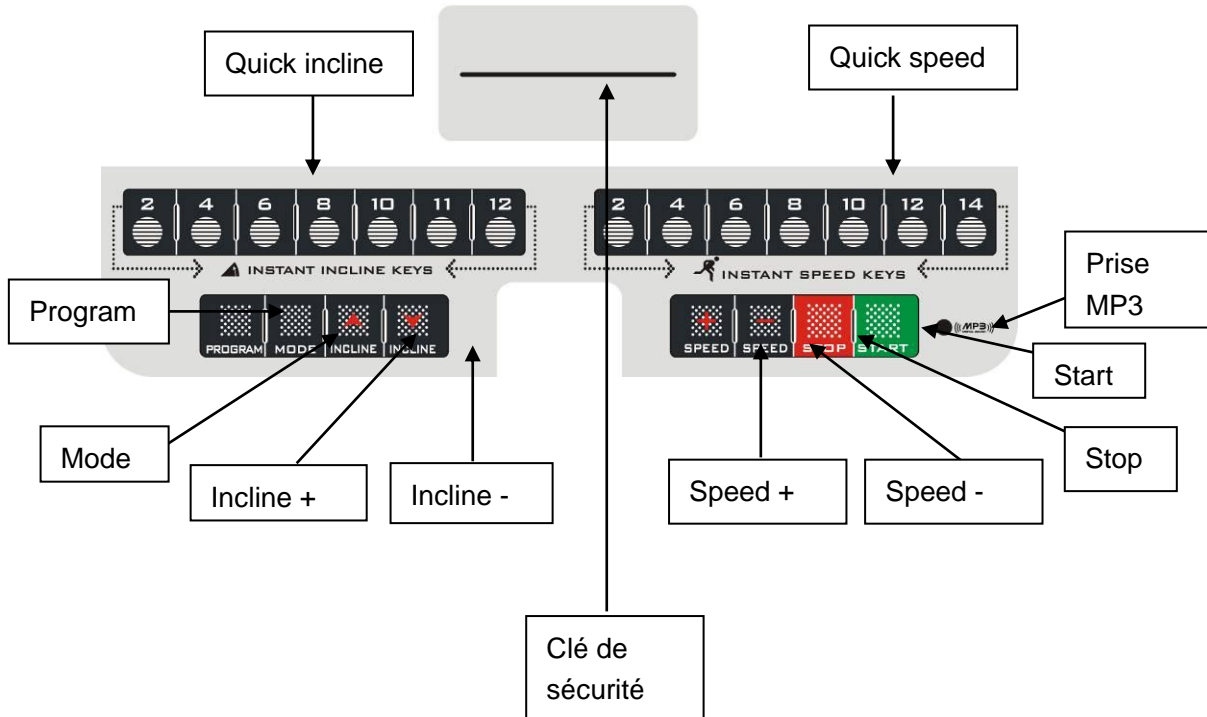 Quick incline
Quick speed
2 4 6 8 10 11 12
2 4 6 8 10 12 14
INSTANT INCLINE KEYS
INSTANT SPEED KEYS
Prise
MP3
Program
PROGRAM MODE INCLINE INCLINE
SPEED SPEED STOP START
MP3
Start
Mode
Incline +
Incline -
Speed +
Speed -
Stop
Clé de
sécurité